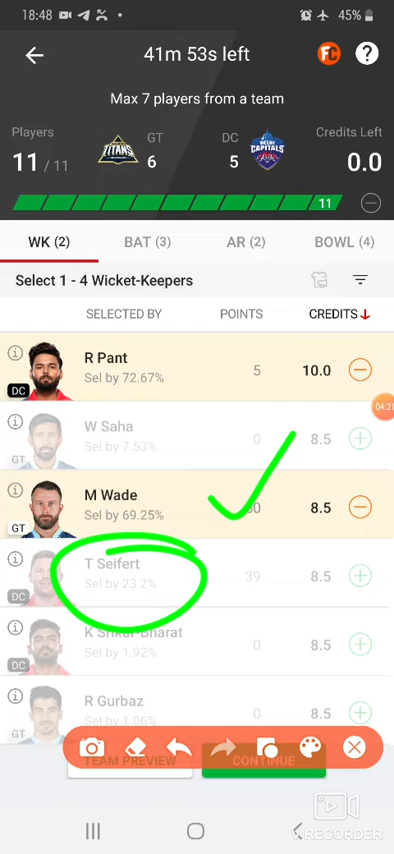 18:48 45%
41m 53s left FC ?
Max 7 players from a team
Players GT DC Credits Left
11 / 11 TITANS 6 5 DELHI CAPITALS 0.0
11
WK (2) BAT (3) AR (2) BOWL (4)
Select 1 - 4 Wicket-Keepers
SELECTED BY POINTS CREDITS
R Pant
Sel by 72.67% 5 10.0
DC
W Saha
Sel by 7.53% 0 8.5
GT
M Wade
Sel by 69.25% 8.5
GT
04:21
T Seifert
Sel by 23.2% 39 8.5
DC
K Srikar Bharat
Sel by 1.92% 0 8.5
DC
R Gurbaz
Sel by 1.06% 0 8.5
GT
TEAM PREVIEW CONTINUE
V RECORDER